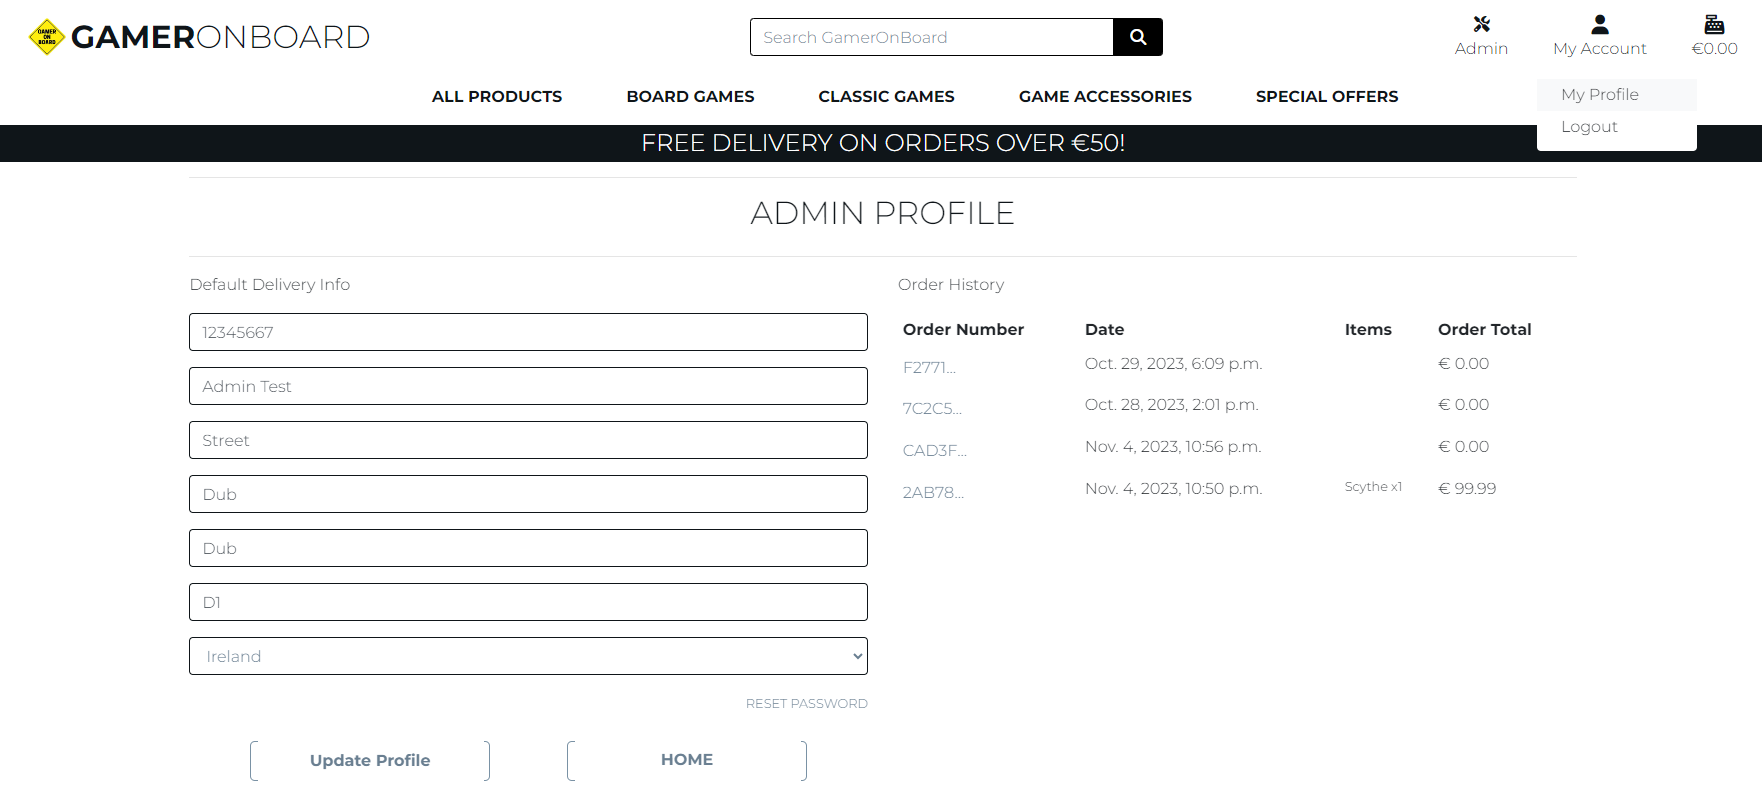 GAMER ON BOARD
GAMERONBOARD
Search GamerOnBoard
Admin
My Account
€0.00
ALL PRODUCTS
BOARD GAMES
CLASSIC GAMES
GAME ACCESSORIES
SPECIAL OFFERS
My Profile
Logout
FREE DELIVERY ON ORDERS OVER €50!
ADMIN PROFILE
Default Delivery Info
12345667
Admin Test
Street
Dub
Dub
D1
Ireland
RESET PASSWORD
Update Profile
HOME
Order History
Order Number Date Items Order Total
F2771... Oct. 29, 2023, 6:09 p.m. € 0.00
7C2C5... Oct. 28, 2023, 2:01 p.m. € 0.00
CAD3F... Nov. 4, 2023, 10:56 p.m. € 0.00
2AB78... Nov. 4, 2023, 10:50 p.m. Scythe x1 € 99.99